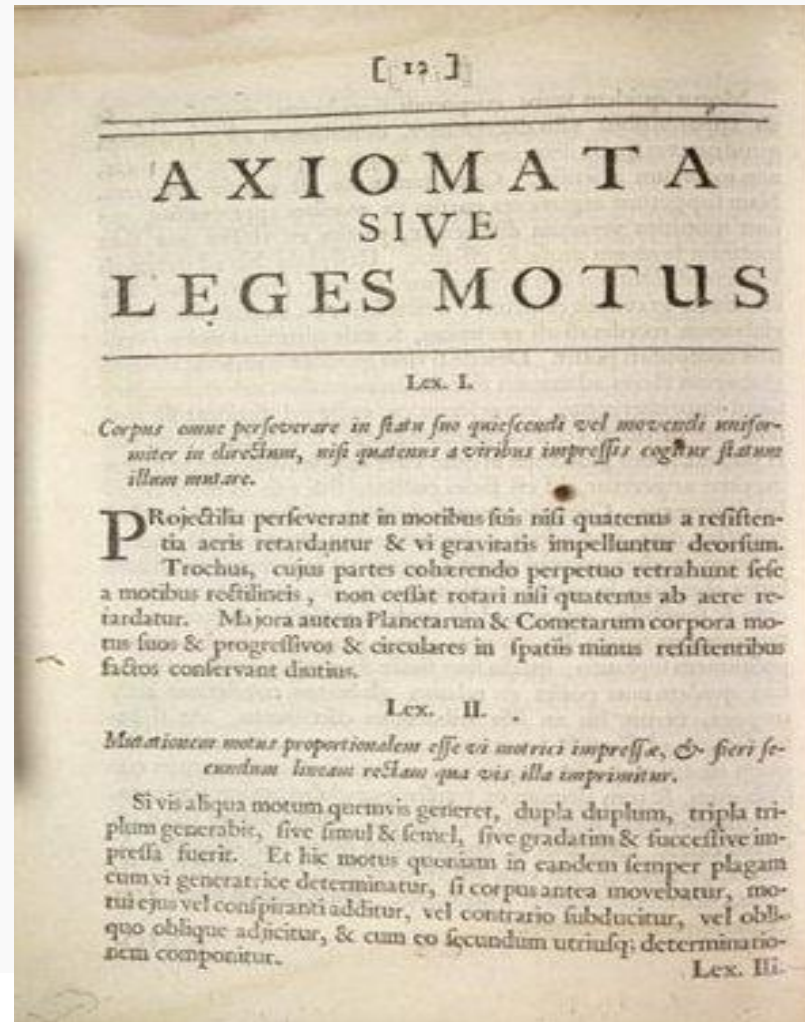 [ 12 ]
AXIOMATA
SIVE
LEGES MOTUS
Lex. I.
Corpus omne perſeverare in ſtatu ſuo quieſcendi vel movendi unifor-
miter in directum, niſi quatenus a viribus impreſſis cogitur ſtatum
illum mutare.
PRojectilia perſeverant in motibus ſuis niſi quatenus a reſiſten-
tia aeris retardantur & vi gravitatis impelluntur deorſum.
Trochus, cujus partes cohærendo perpetuo retrahunt ſeſe
a motibus rectilineis, non ceſſat rotari niſi quatenus ab aere re-
tardatur. Majora autem Planetarum & Cometarum corpora mo-
tus ſuos & progreſſivos & circulares in ſpatiis minus reſiſtentibus
factos conſervant diutius.
Lex. II.
Mutationem motus proportionalem eſſe vi motrici impreſſæ, & fieri ſe-
cundum lineam rectam qua vis illa imprimitur.
Si vis aliqua motum quemvis generet, dupla duplum, tripla tri-
plum generabit, ſive ſimul & ſemel, ſive gradatim & ſucceſſive im-
preſſa fuerit. Et hic motus quoniam in eandem ſemper plagam
cum vi generatrice determinatur, ſi corpus antea movebatur, mo-
tui ejus vel conſpiranti additur, vel contrario ſubducitur, vel obli-
quo oblique adjicitur, & cum eo ſecundum utriuſq; determinatio-
nem componitur.
Lex. III.